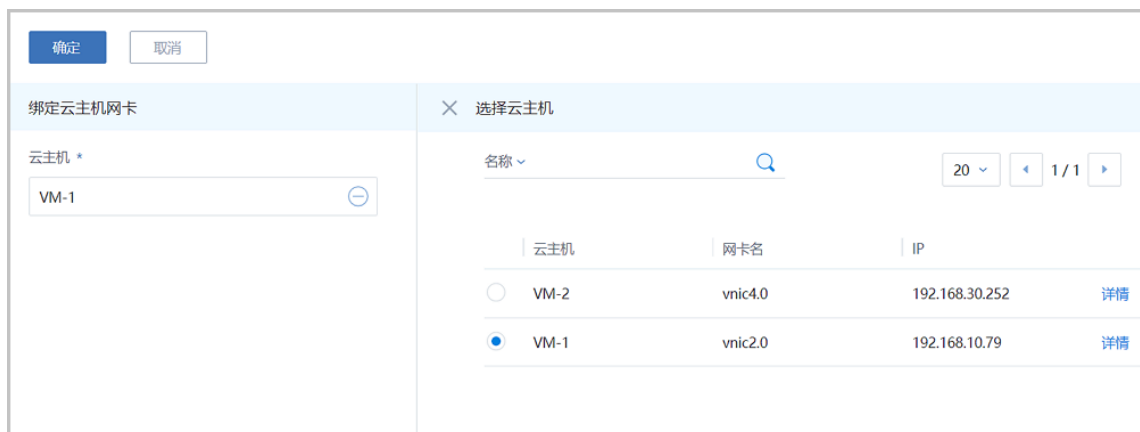 确定 取消
绑定云主机网卡
选择云主机
云主机 *
VM-1
名称
20 1 / 1
云主机 网卡名 IP
VM-2 vnic4.0 192.168.30.252 详情
VM-1 vnic2.0 192.168.10.79 详情